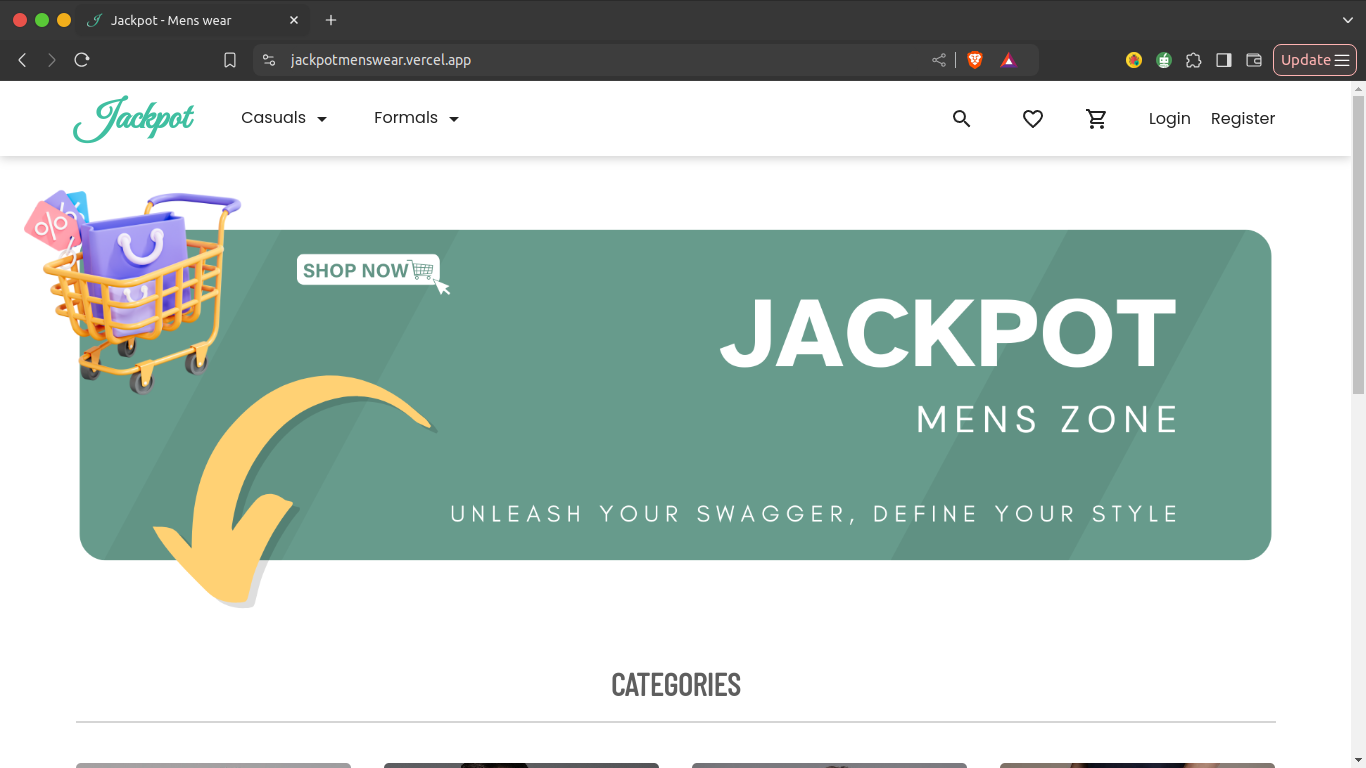 Jackpot - Mens wear
jackpotmenswear.vercel.app
Update
Jackpot
Casuals
Formals
Login
Register
%
SHOP NOW
JACKPOT
MENS ZONE
UNLEASH YOUR SWAGGER, DEFINE YOUR STYLE
CATEGORIES